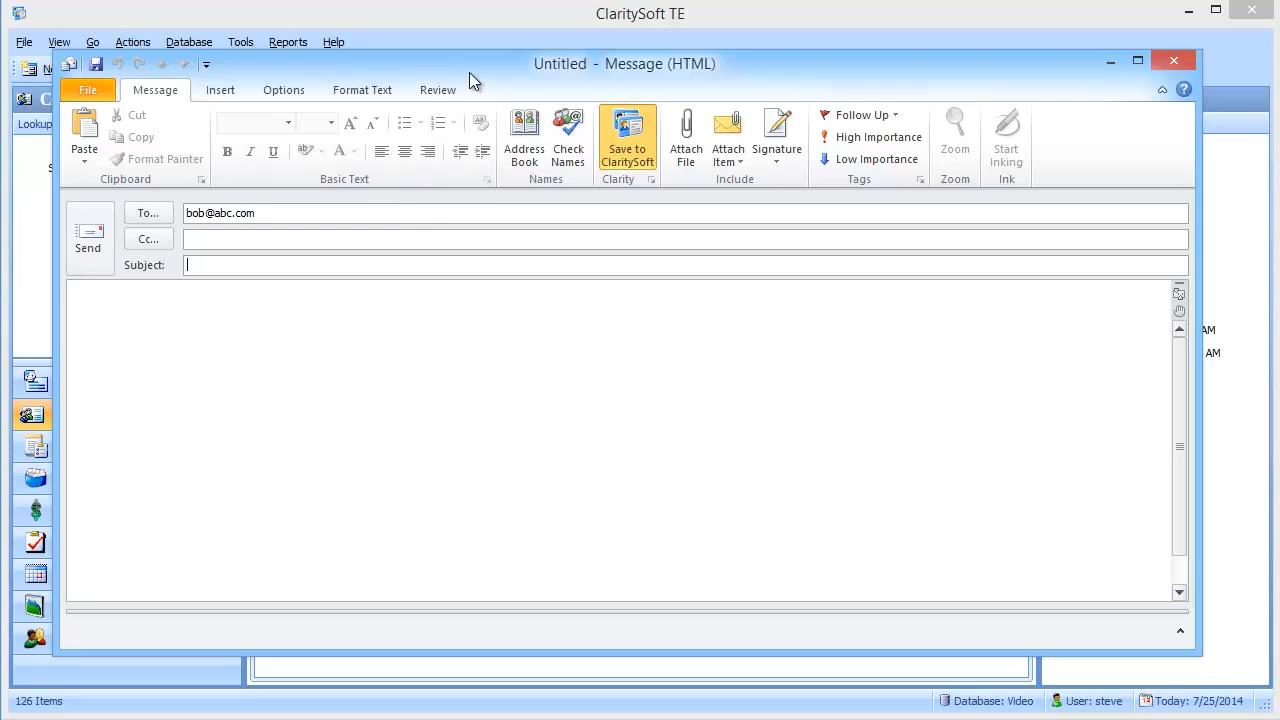 ClaritySoft TE
File View Go Actions Database Tools Reports Help
Untitled - Message (HTML)
File Message Insert Options Format Text Review
Lookup
Paste
Cut
Copy
Format Painter
Clipboard
B I U
A
Basic Text
Address Book
Check Names
Names
Save to ClaritySoft
Clarity
Attach File
Attach Item
Signature
Include
Follow Up
High Importance
Low Importance
Tags
Zoom
Zoom
Start Inking
Ink
Send
To... bob@abc.com
Cc...
Subject:
AM
AM
126 Items
Database: Video
User: steve
Today: 7/25/2014